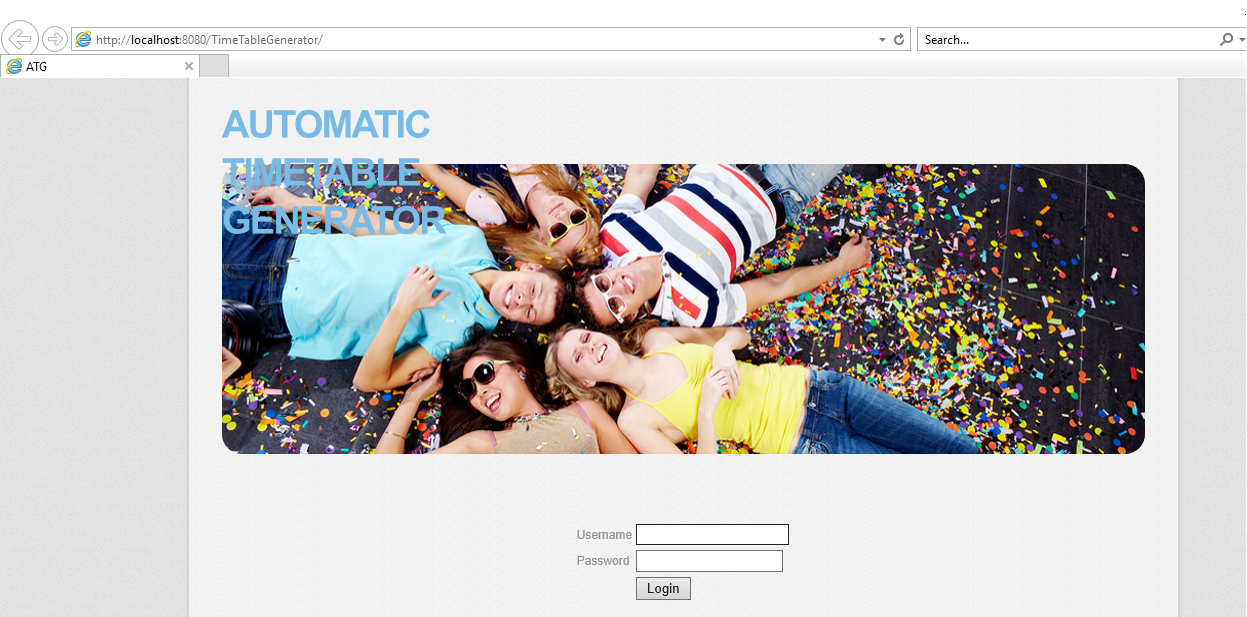 http://localhost:8080/TimeTableGenerator/
Search...
ATG
AUTOMATIC
TIMETABLE
GENERATOR
Username
Password
Login